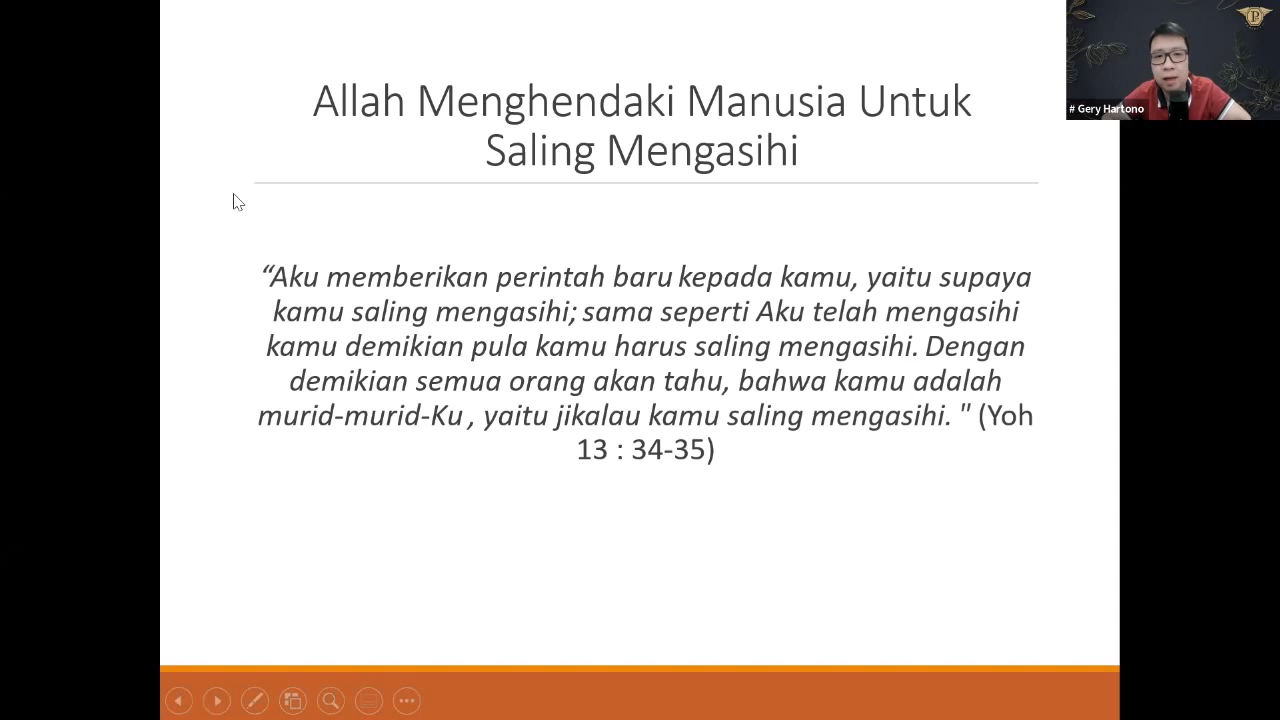 Allah Menghendaki Manusia Untuk
Saling Mengasihi
P
# Gery Hartono
“Aku memberikan perintah baru kepada kamu, yaitu supaya
kamu saling mengasihi; sama seperti Aku telah mengasihi
kamu demikian pula kamu harus saling mengasihi. Dengan
demikian semua orang akan tahu, bahwa kamu adalah
murid-murid-Ku , yaitu jikalau kamu saling mengasihi. " (Yoh
13 : 34-35)